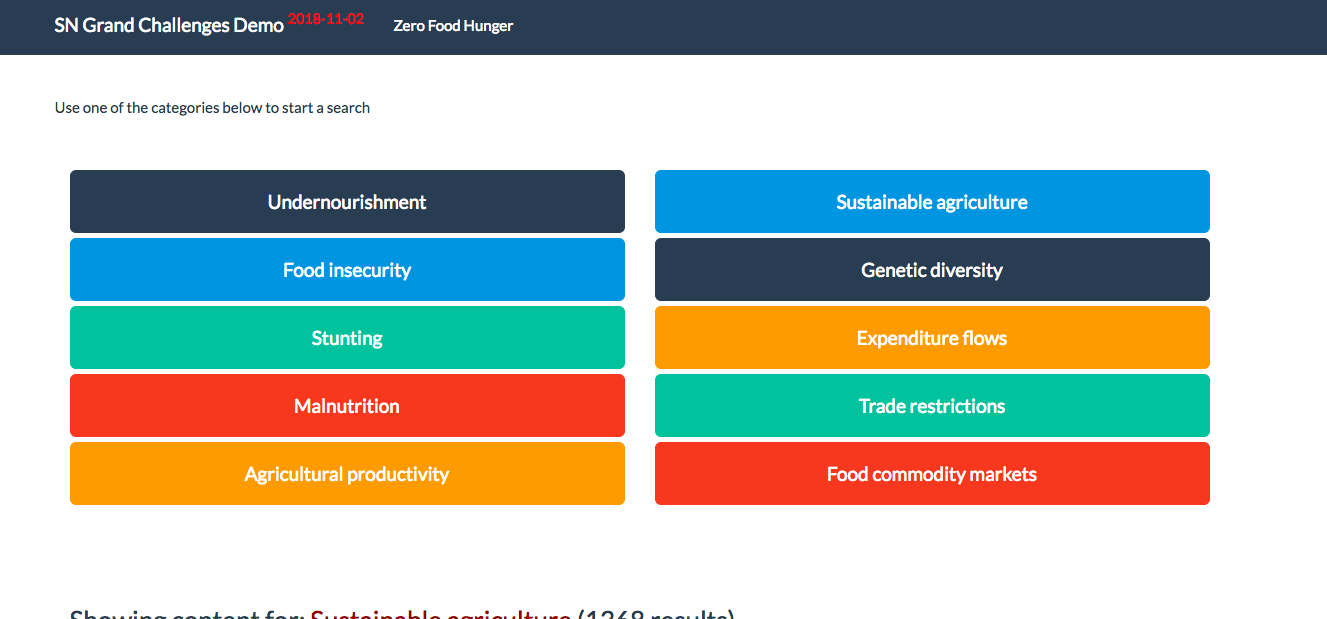 SN Grand Challenges Demo 2018-11-02 Zero Food Hunger
Use one of the categories below to start a search
Undernourishment
Sustainable agriculture
Food insecurity
Genetic diversity
Stunting
Expenditure flows
Malnutrition
Trade restrictions
Agricultural productivity
Food commodity markets
Showing content for: Sustainable agriculture (1268 results)